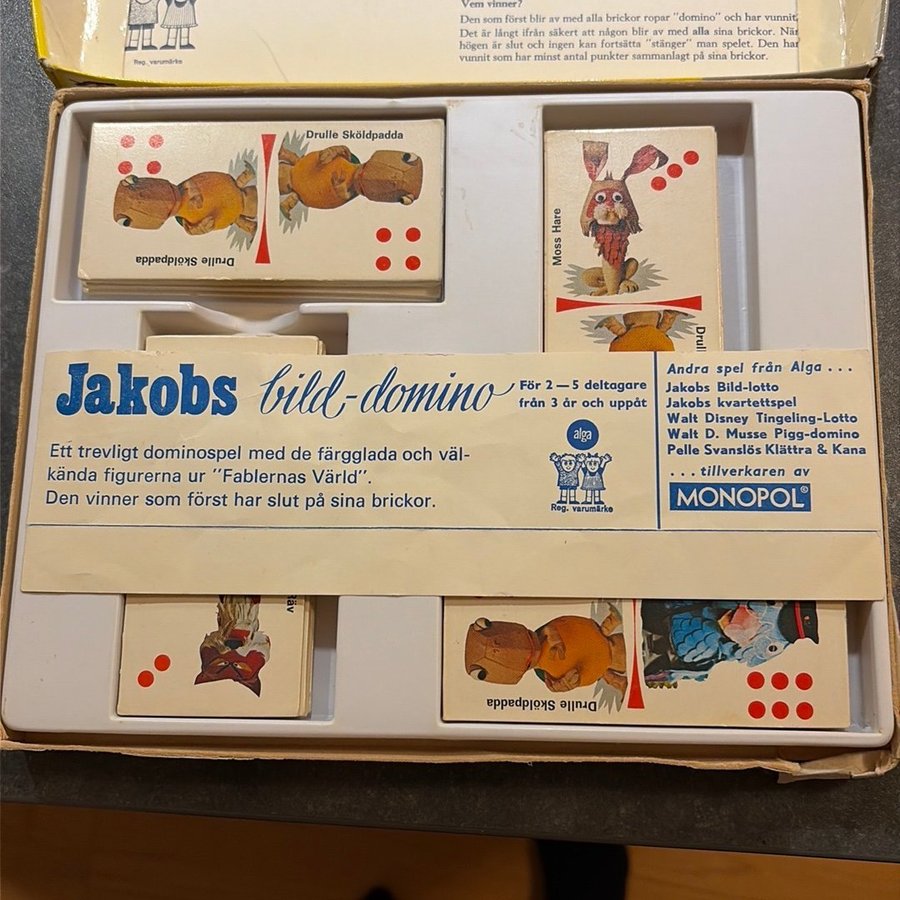 Vem vinner?
Den som först blir av med alla brickor ropar "domino" och har vunnit.
Det är långt ifrån säkert att någon blir av med alla sina brickor. När
högen är slut och ingen kan fortsätta "stänger" man spelet. Den har
vunnit som har minst antal punkter sammanlagt på sina brickor.
Reg. varumärke
Drulle Sköldpadda
Drulle Sköldpadda
Moss Hare
Drull
Jakobs bild-domino
För 2—5 deltagare
från 3 år och uppåt
Ett trevligt dominospel med de färgglada och väl-
kända figurerna ur "Fablernas Värld".
Den vinner som först har slut på sina brickor.
alga
Reg. varumärke
Andra spel från Alga . . .
Jakobs Bild-lotto
Jakobs kvartettspel
Walt Disney Tingeling-Lotto
Walt D. Musse Pigg-domino
Pelle Svanslös Klättra & Kana
. . . tillverkaren av
MONOPOL®
Räv
Drulle Sköldpadda